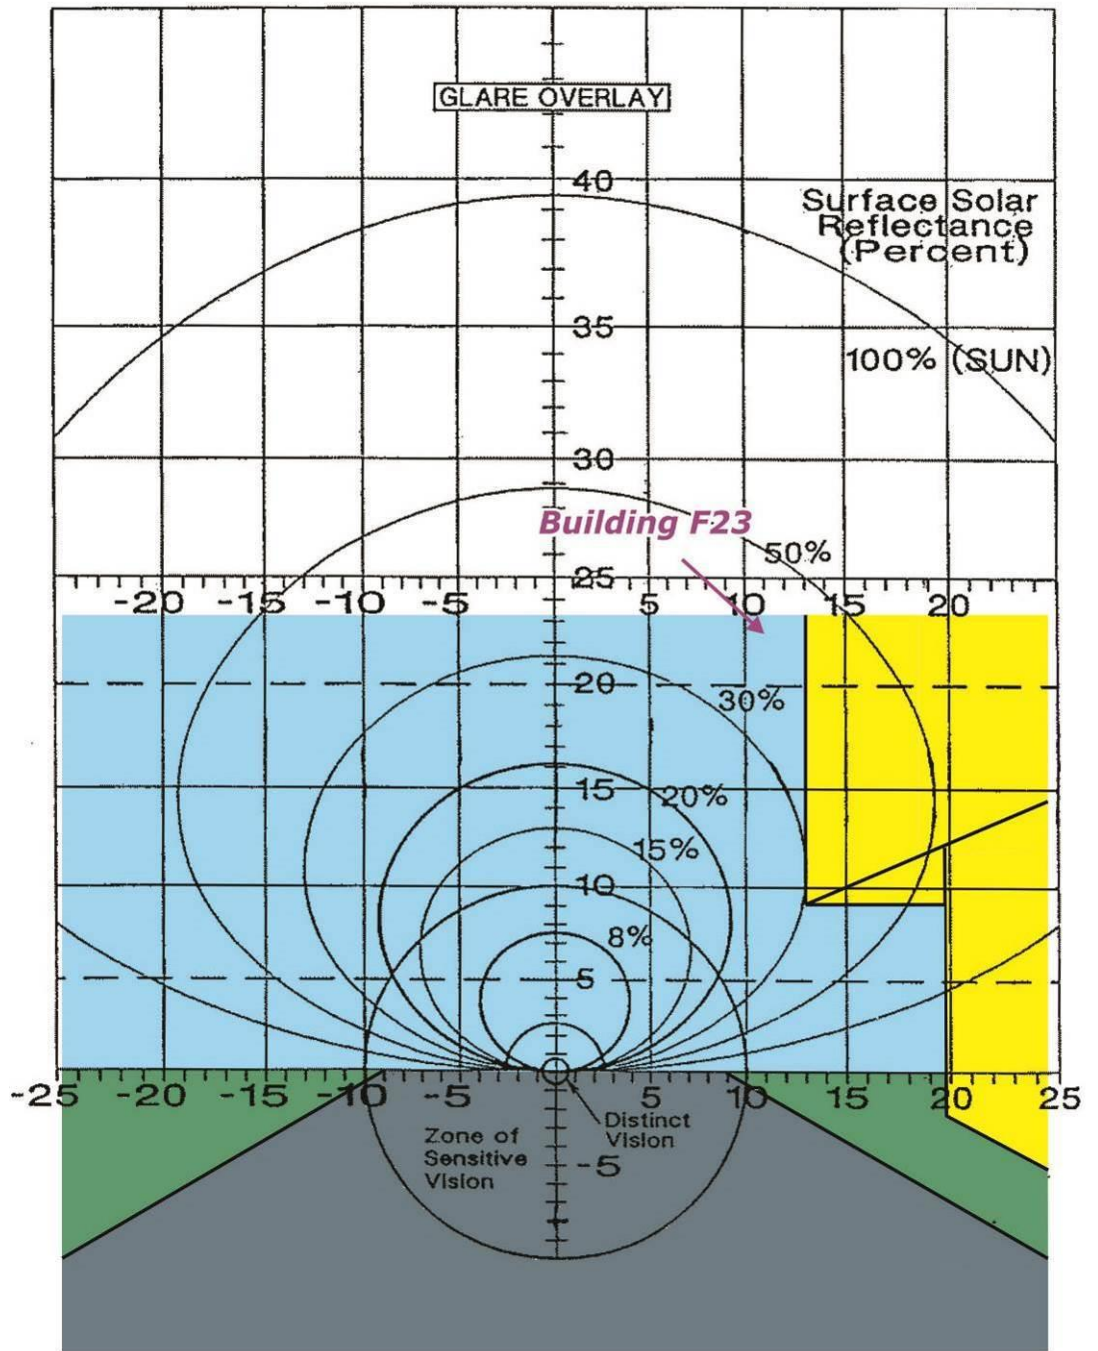 GLARE OVERLAY
40
Surface Solar
Reflectance
(Percent)
35
100% (SUN)
30
Building F23
50%
25
-20 -15 -10 -5 5 10 15 20
20
30%
15
20%
15%
10
8%
5
-25 -20 -15 -10 -5 5 10 15 20 25
Distinct
Vision
Zone of
Sensitive
Vision
-5